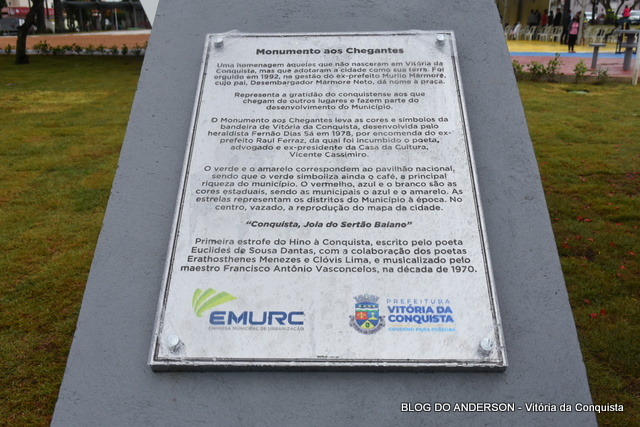 Monumento aos Chegantes
Uma homenagem àqueles que não nasceram em Vitória da
Conquista, mas que adotaram a cidade como sua terra. Foi
erguido em 1992, na gestão do ex-prefeito Murilo Mármore,
cujo pai, Desembargador Mármore Neto, dá nome à praça.
Representa a gratidão do conquistense aos que
chegam de outros lugares e fazem parte do
desenvolvimento do Município.
O Monumento aos Chegantes leva as cores e símbolos da
bandeira de Vitória da Conquista, desenvolvida pelo
heraldista Fernão Dias Sá em 1978, por encomenda do ex-
prefeito Raul Ferraz, da qual foi incumbido o poeta,
advogado e ex-presidente da Casa da Cultura,
Vicente Cassimiro.
O verde e o amarelo correspondem ao pavilhão nacional,
sendo que o verde simboliza ainda o café, a principal
riqueza do município. O vermelho, azul e o branco são as
cores estaduais, sendo as municipais o azul e o amarelo. As
estrelas representam os distritos do Município à época. No
centro, vazado, a reprodução do mapa da cidade.
“Conquista, Joia do Sertão Baiano”
Primeira estrofe do Hino à Conquista, escrito pelo poeta
Euclides de Sousa Dantas, com a colaboração dos poetas
Erathosthenes Menezes e Clóvis Lima, e musicalizado pelo
maestro Francisco Antônio Vasconcelos, na década de 1970.
EMURC
EMPRESA MUNICIPAL DE URBANIZAÇÃO
PREFEITURA
VITÓRIA DA
CONQUISTA
GOVERNO PARA PESSOAS
BLOG DO ANDERSON - Vitória da Conquista